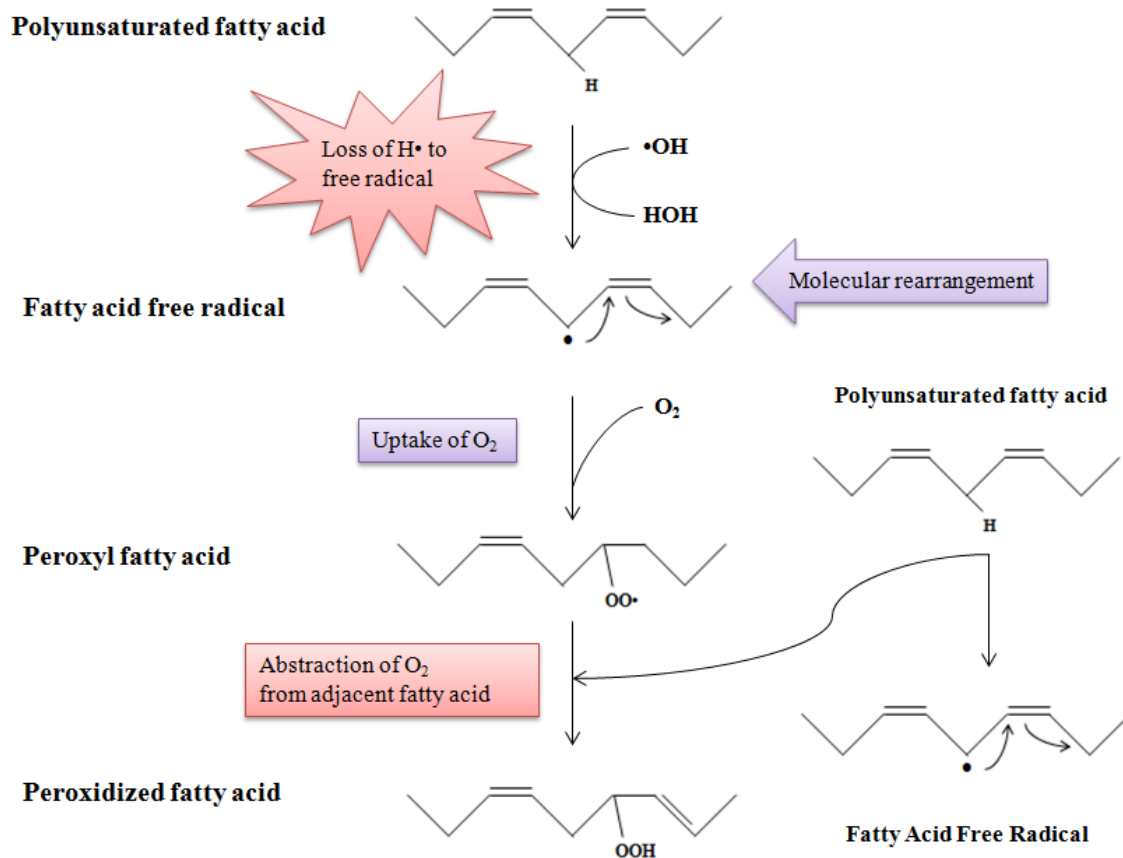 Polyunsaturated fatty acid
H
Loss of H• to
free radical
•OH
HOH
Molecular rearrangement
Fatty acid free radical
•
Uptake of O₂
O₂
Polyunsaturated fatty acid
H
Peroxyl fatty acid
OO•
Abstraction of O₂
from adjacent fatty acid
•
Peroxidized fatty acid
OOH
Fatty Acid Free Radical